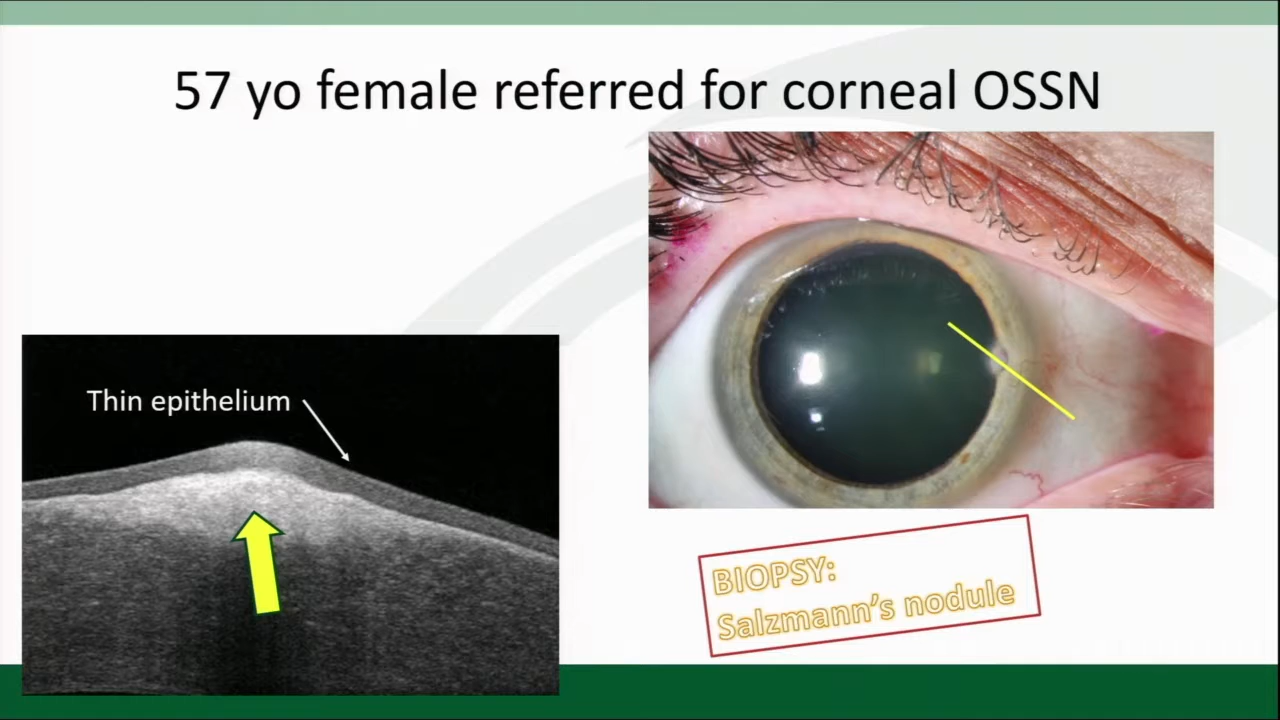 57 yo female referred for corneal OSSN
Thin epithelium
BIOPSY:
Salzmann's nodule